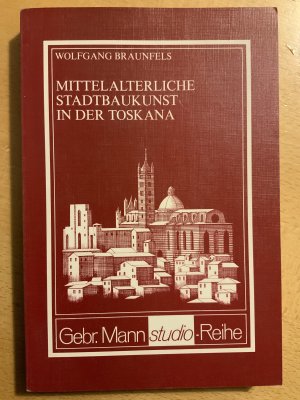 WOLFGANG BRAUNFELS
MITTELALTERLICHE
STADTBAUKUNST
IN DER TOSKANA
Gebr. Mann studio-Reihe